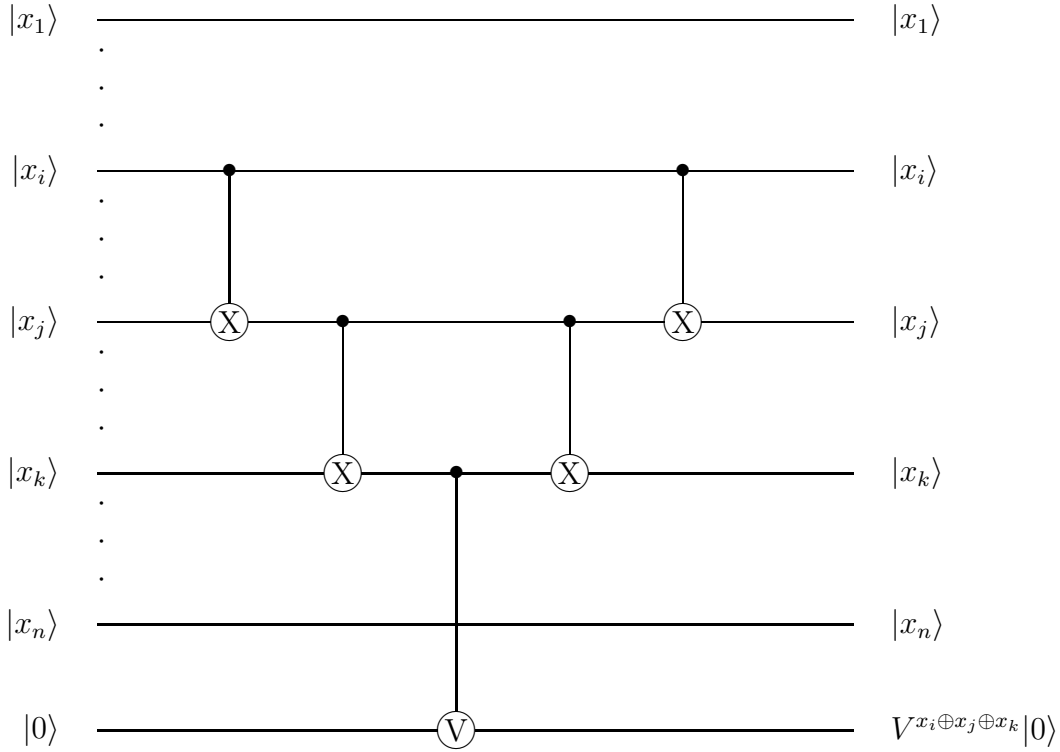 |x₁⟩ |x₁⟩
|xᵢ⟩ |xᵢ⟩
|xⱼ⟩ X X |xⱼ⟩
|xₖ⟩ X X |xₖ⟩
|xₙ⟩ |xₙ⟩
|0⟩ V V^{xᵢ⊕xⱼ⊕xₖ}|0⟩